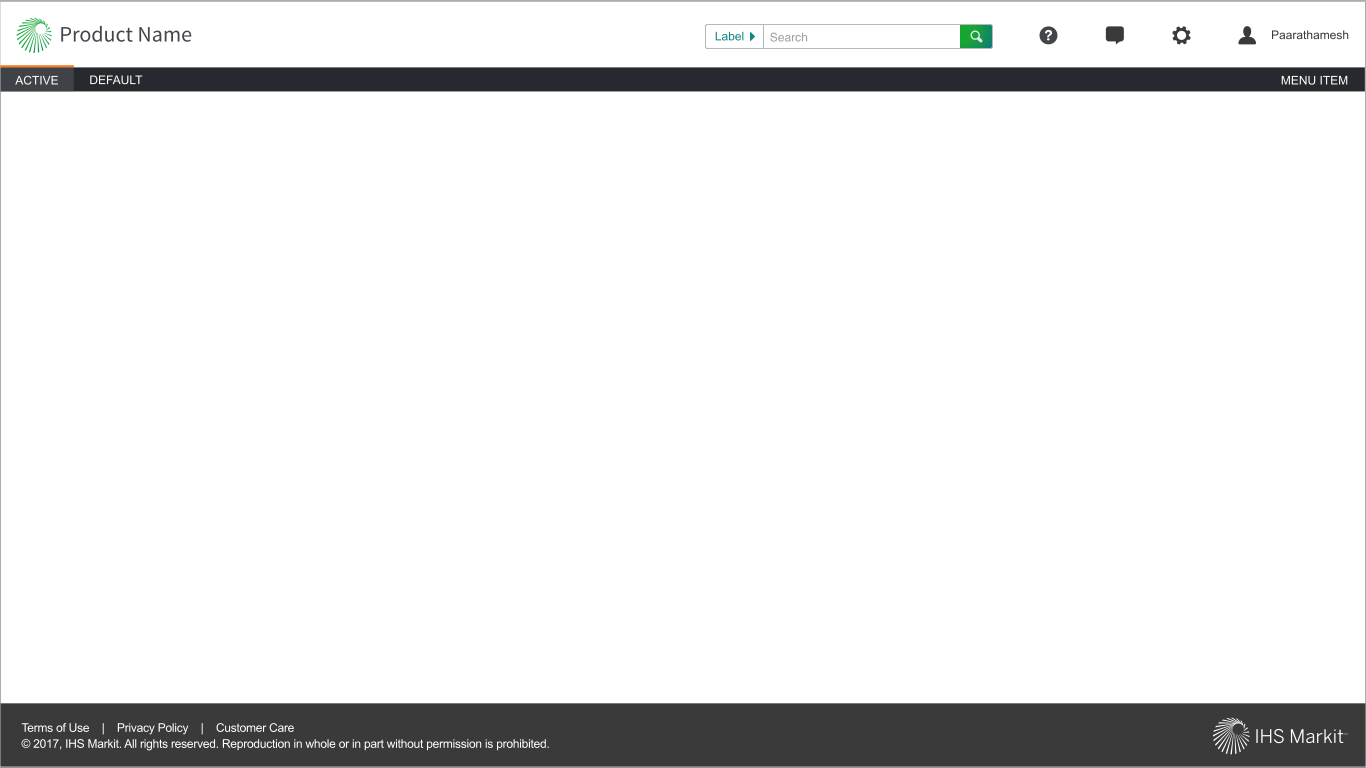 Product Name
Label
Search
Paarathamesh
ACTIVE DEFAULT MENU ITEM
Terms of Use | Privacy Policy | Customer Care
© 2017, IHS Markit. All rights reserved. Reproduction in whole or in part without permission is prohibited.
IHS Markit™